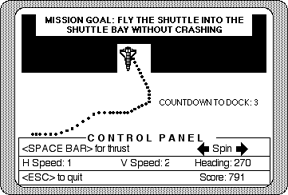 MISSION GOAL: FLY THE SHUTTLE INTO THE
SHUTTLE BAY WITHOUT CRASHING
COUNTDOWN TO DOCK: 3
CONTROL PANEL
<SPACE BAR> for thrust Spin
H Speed: 1 V Speed: 2 Heading: 270
<ESC> to quit Score: 791